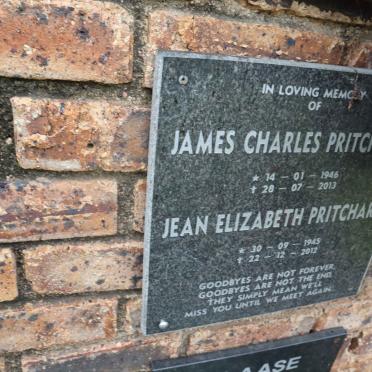 IN LOVING MEMORY
OF
JAMES CHARLES PRITCH
★ 14 – 01 – 1946
✝ 28 – 07 – 2013
JEAN ELIZABETH PRITCHAR
★ 30 – 09 – 1945
✝ 22 – 12 – 2012
GOODBYES ARE NOT FOREVER.
GOODBYES ARE NOT THE END.
THEY SIMPLY MEAN WE'LL
MISS YOU UNTIL WE MEET AGAIN.
AASE